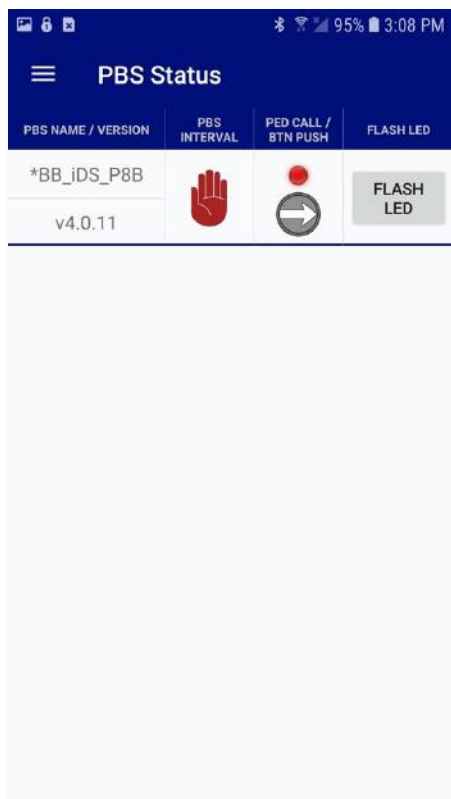 95% 3:08 PM
PBS Status
PBS NAME / VERSION
PBS
INTERVAL
PED CALL /
BTN PUSH
FLASH LED
*BB_iDS_P8B
v4.0.11
FLASH
LED